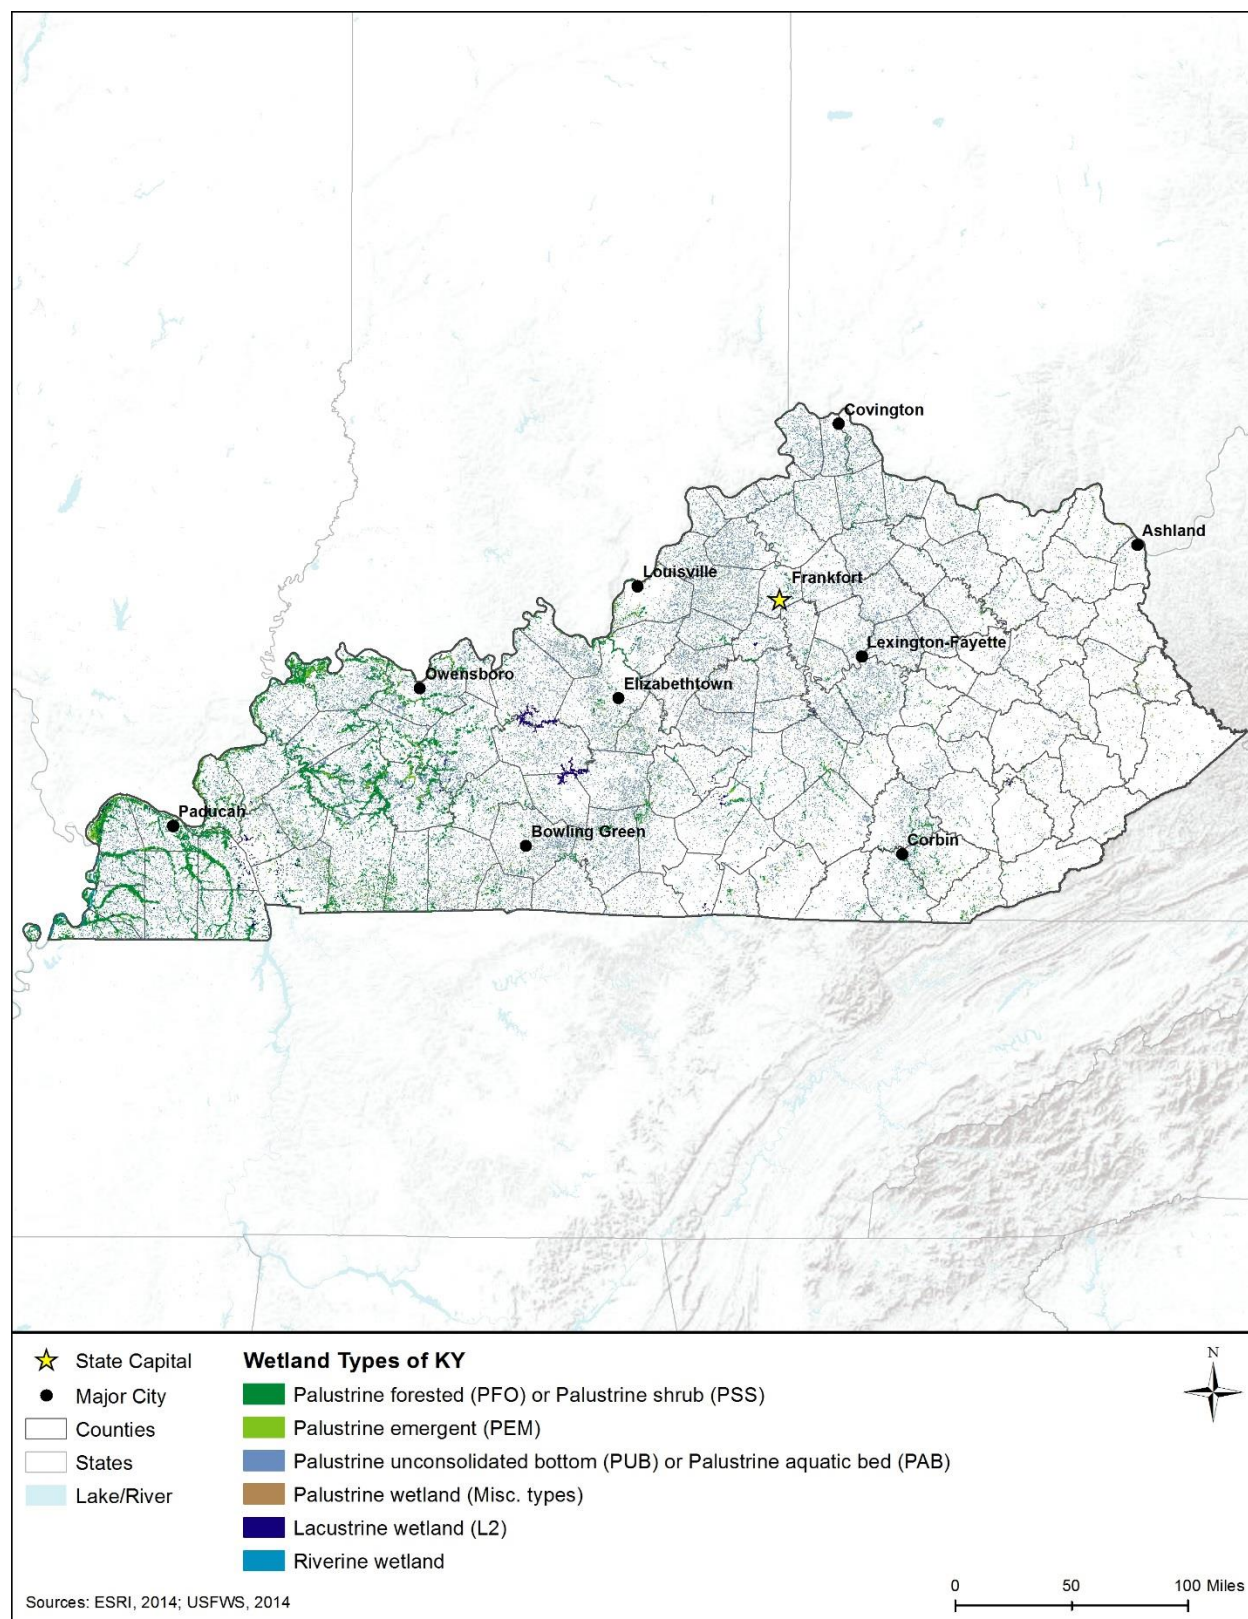 Covington
Ashland
Louisville
Frankfort
Lexington-Fayette
Owensboro
Elizabethtown
Paducah
Bowling Green
Corbin
State Capital
Major City
Counties
States
Lake/River
Wetland Types of KY
Palustrine forested (PFO) or Palustrine shrub (PSS)
Palustrine emergent (PEM)
Palustrine unconsolidated bottom (PUB) or Palustrine aquatic bed (PAB)
Palustrine wetland (Misc. types)
Lacustrine wetland (L2)
Riverine wetland
N
0 50 100 Miles
Sources: ESRI, 2014; USFWS, 2014